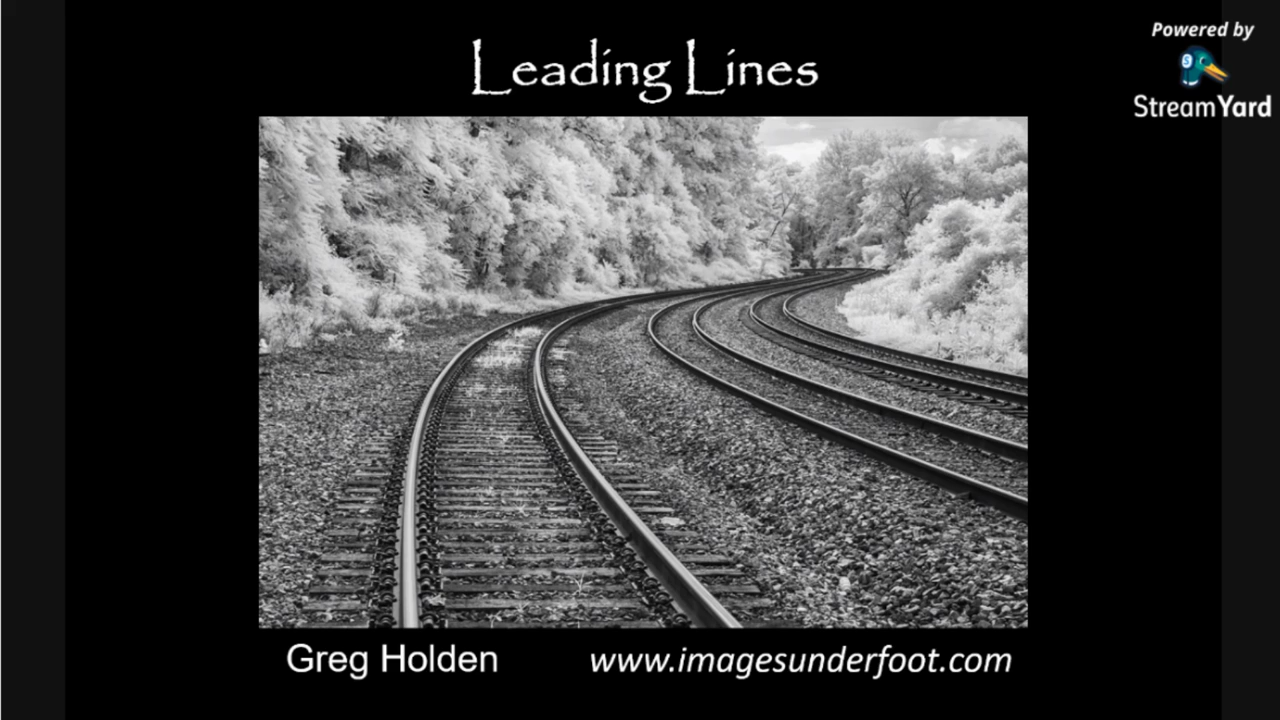 Leading Lines
Powered by
StreamYard
Greg Holden
www.imagesunderfoot.com